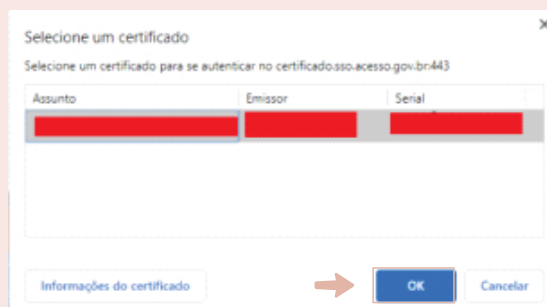 Selecione um certificado
Selecione um certificado para se autenticar no certificado.sso.acesso.gov.br:443
Assunto Emissor Serial
Informações do certificado OK Cancelar